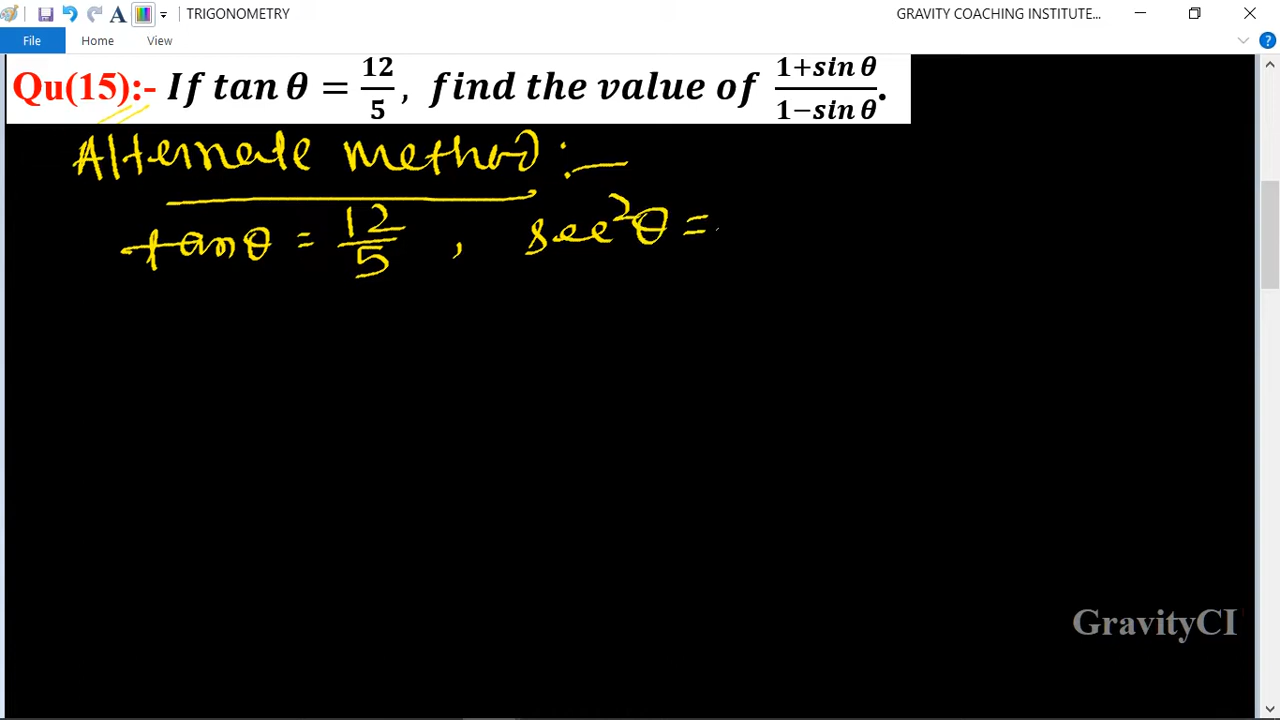 TRIGONOMETRY
GRAVITY COACHING INSTITUTE...
File Home View
Qu(15):- If tan θ = 12/5, find the value of 1+sin θ/1−sin θ.
Alternate method:—
tanθ = 12/5 , sec²θ =
GravityCI